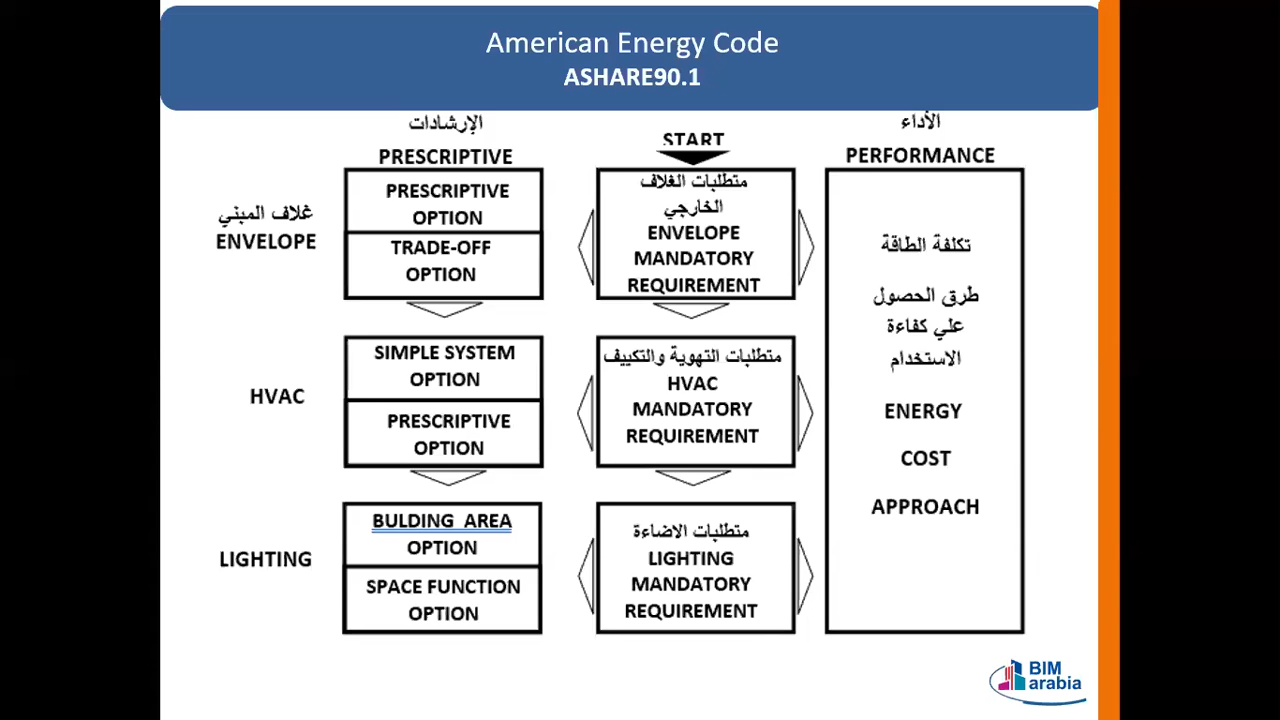 American Energy Code
ASHARE90.1
الإرشادات
PRESCRIPTIVE
START
الأداء
PERFORMANCE
غلاف المبني
ENVELOPE
PRESCRIPTIVE
OPTION
TRADE-OFF
OPTION
متطلبات الغلاف
الخارجي
ENVELOPE
MANDATORY
REQUIREMENT
HVAC
SIMPLE SYSTEM
OPTION
PRESCRIPTIVE
OPTION
متطلبات التهوية والتكييف
HVAC
MANDATORY
REQUIREMENT
LIGHTING
BULDING AREA
OPTION
SPACE FUNCTION
OPTION
متطلبات الاضاءة
LIGHTING
MANDATORY
REQUIREMENT
تكلفة الطاقة
طرق الحصول
علي كفاءة
الاستخدام
ENERGY
COST
APPROACH
BIM
arabia